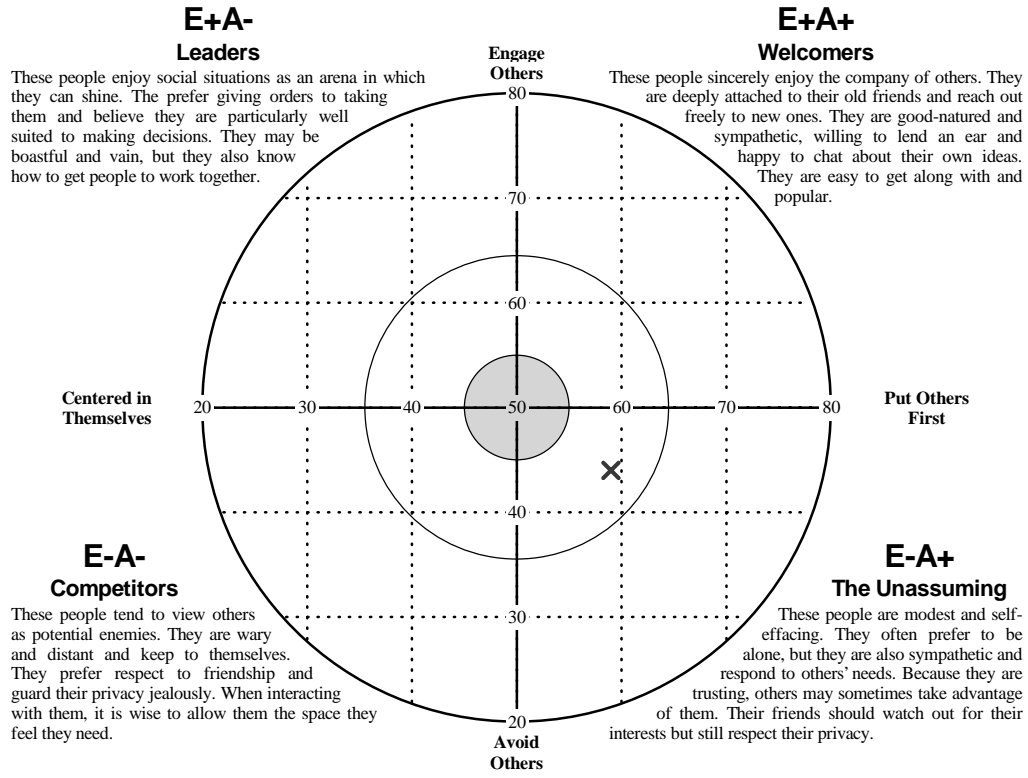 E+A-
Leaders
These people enjoy social situations as an arena in which
they can shine. The prefer giving orders to taking
them and believe they are particularly well
suited to making decisions. They may be
boastful and vain, but they also know
how to get people to work together.
Engage
Others
E+A+
Welcomers
These people sincerely enjoy the company of others. They
are deeply attached to their old friends and reach out
freely to new ones. They are good-natured and
sympathetic, willing to lend an ear and
happy to chat about their own ideas.
They are easy to get along with and
popular.
80
70
60
Centered in
Themselves
20 30 40 50 60 70 80
Put Others
First
40
30
20
E-A-
Competitors
These people tend to view others
as potential enemies. They are wary
and distant and keep to themselves.
They prefer respect to friendship and
guard their privacy jealously. When interacting
with them, it is wise to allow them the space they
feel they need.
Avoid
Others
E-A+
The Unassuming
These people are modest and self-
effacing. They often prefer to be
alone, but they are also sympathetic and
respond to others' needs. Because they are
trusting, others may sometimes take advantage
of them. Their friends should watch out for their
interests but still respect their privacy.